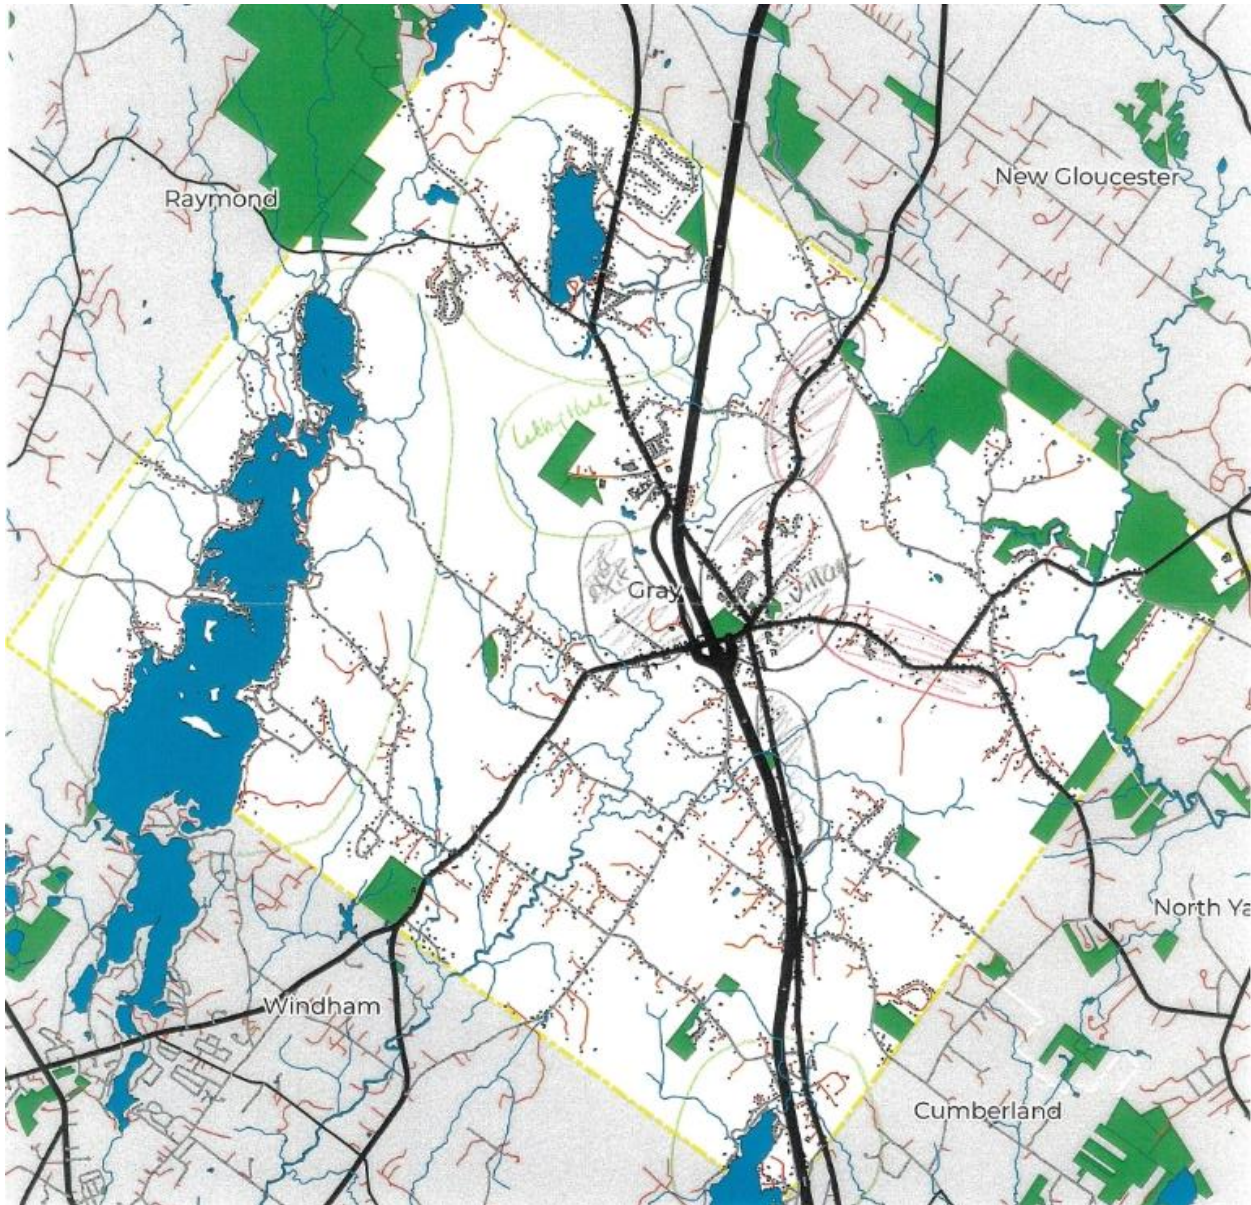 Raymond
New Gloucester
Gray
Village
North Ya
Windham
Cumberland